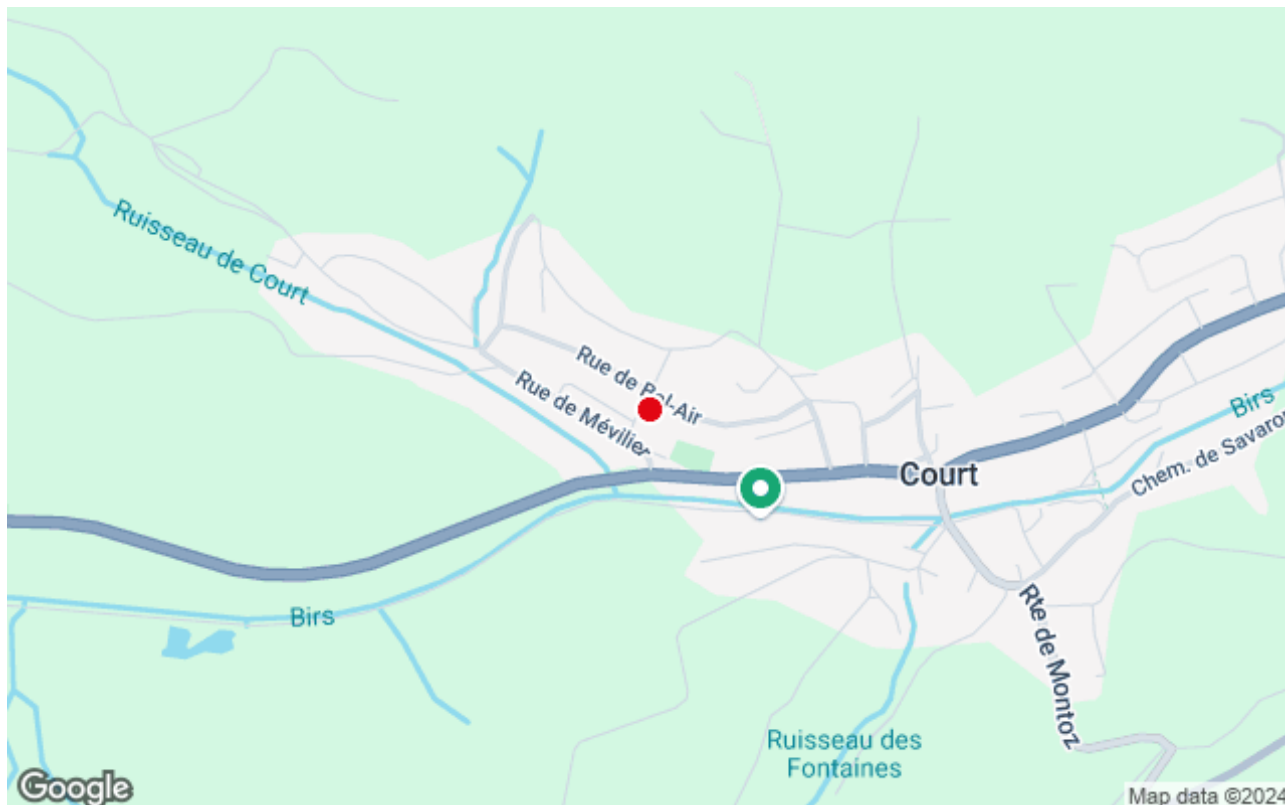 Ruisseau de Court
Rue de Bel-Air
Rue de Mévilier
Birs
Chem. de Savaro
Court
Birs
Rte de Montoz
Ruisseau des
Fontaines
Google
Map data ©2024